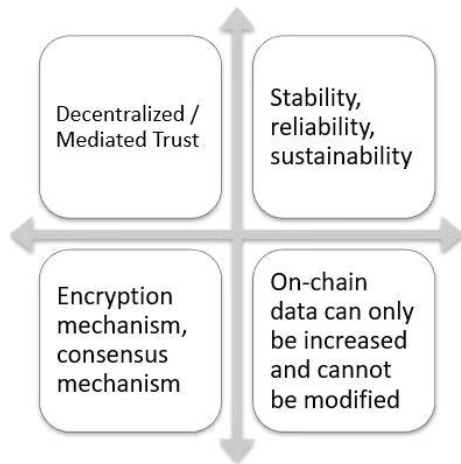 Decentralized /
Mediated Trust
Stability,
reliability,
sustainability
Encryption
mechanism,
consensus
mechanism
On-chain
data can only
be increased
and cannot
be modified